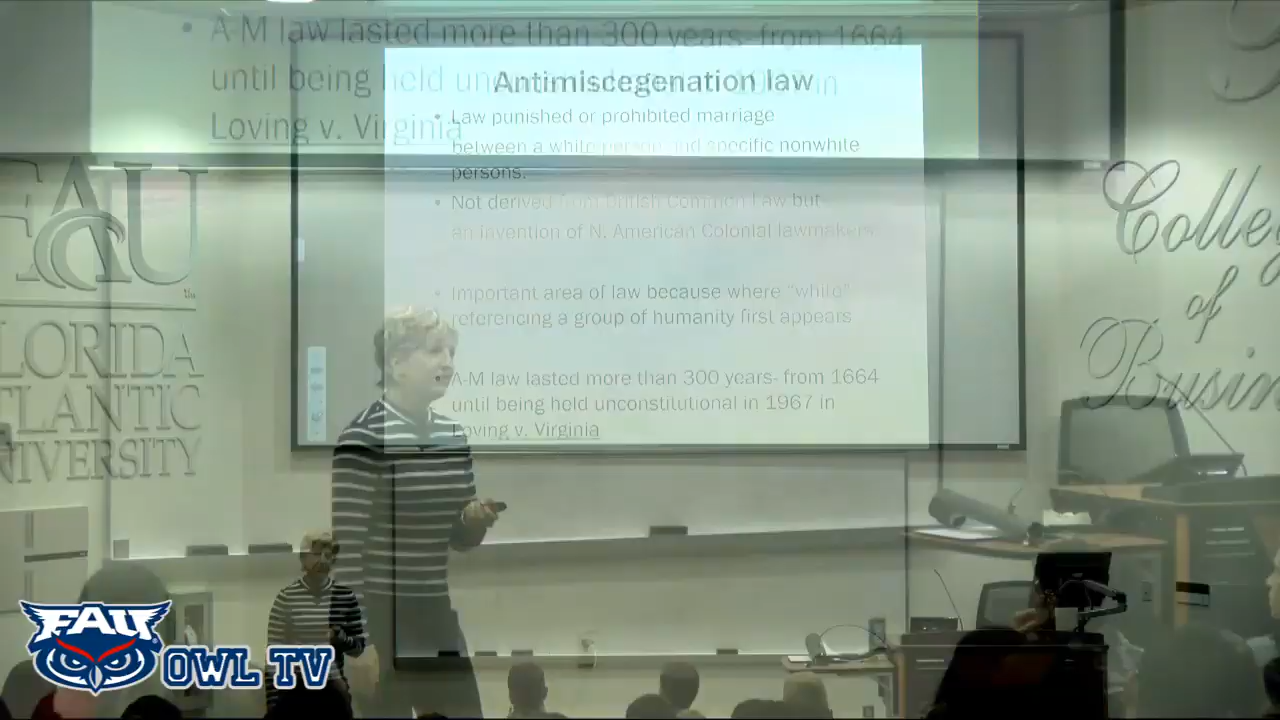 • A-M law lasted more than 300 years- from 1664
until being held
in
Loving v. Virginia
Antimiscegenation law
• Law punished or prohibited marriage
between a white person and specific nonwhite
persons.
• Not derived from British Common Law but
an invention of N. American Colonial lawmakers
• Important area of law because where "white"
referencing a group of humanity first appears
A-M law lasted more than 300 years- from 1664
until being held unconstitutional in 1967 in
Loving v. Virginia
FAU
FLORIDA
ATLANTIC
UNIVERSITY
College
of
Busin
FAU
OWL TV